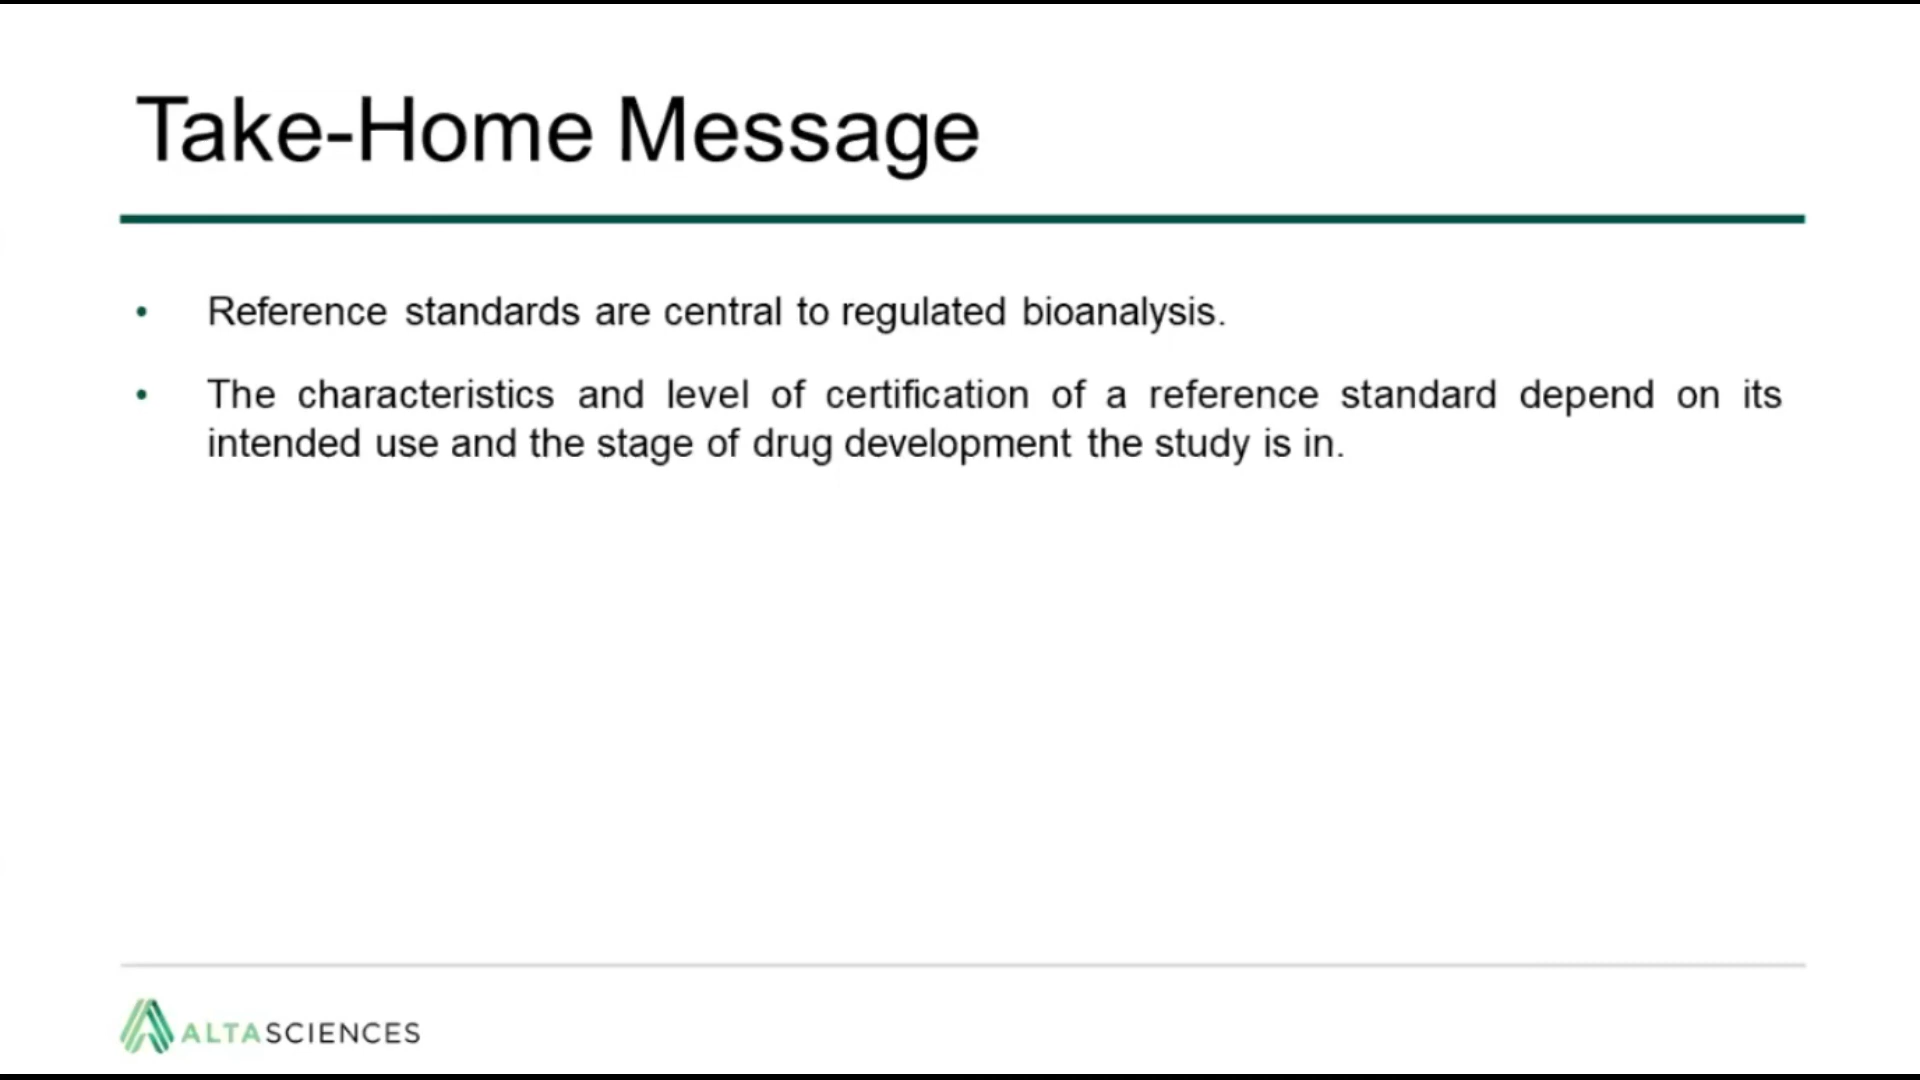 Take-Home Message
• Reference standards are central to regulated bioanalysis.
• The characteristics and level of certification of a reference standard depend on its
intended use and the stage of drug development the study is in.
ALTASCIENCES